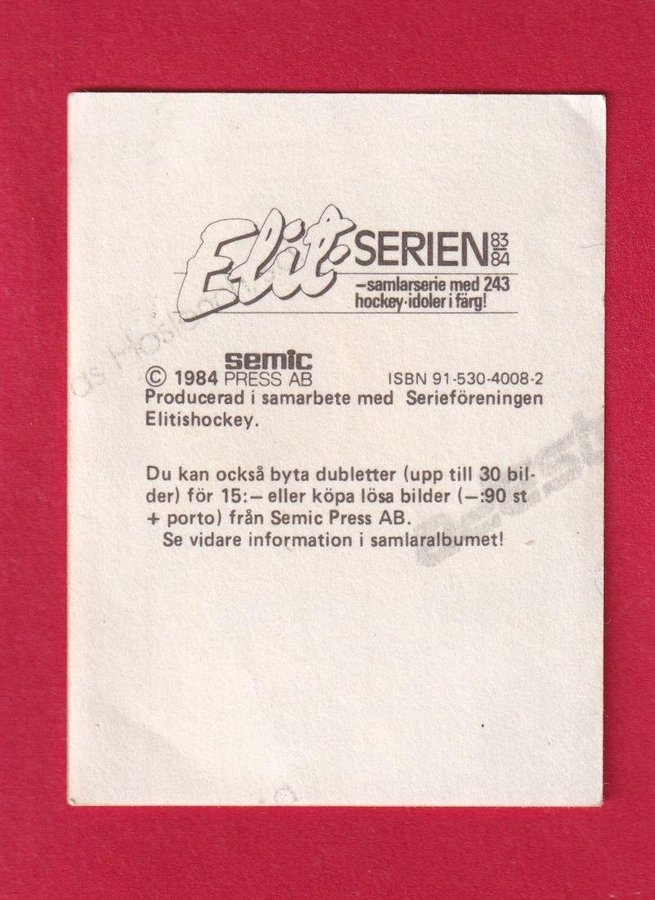 Elit-SERIEN 83/84
–samlarserie med 243
hockey-idoler i färg!
semic
© 1984 PRESS AB ISBN 91-530-4008-2
Producerad i samarbete med Serieföreningen
Elitishockey.
Du kan också byta dubletter (upp till 30 bil-
der) för 15:– eller köpa lösa bilder (–:90 st
+ porto) från Semic Press AB.
Se vidare information i samlaralbumet!